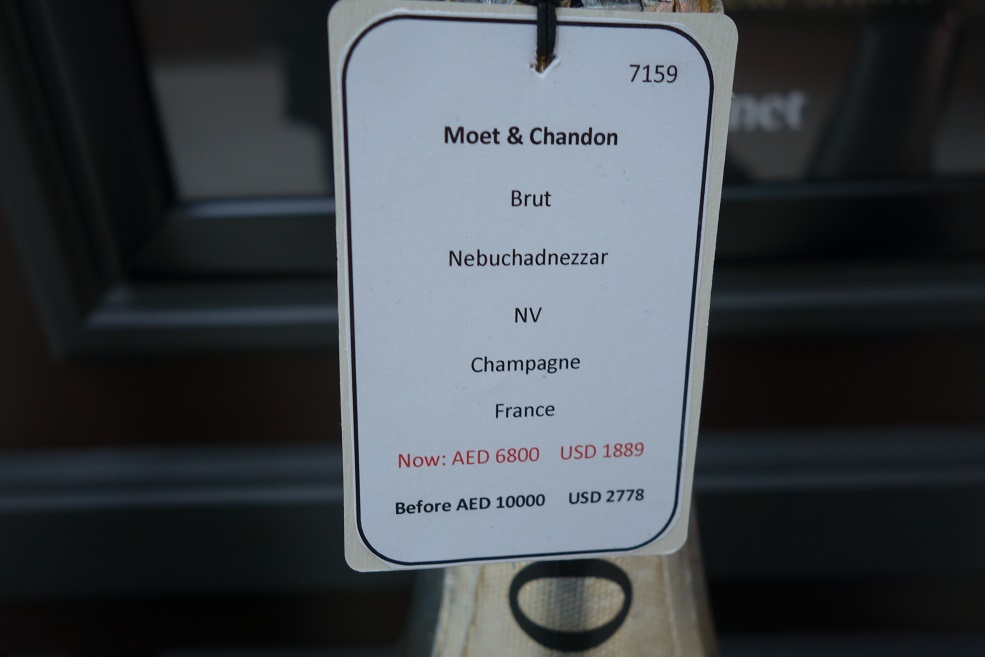 7159
Moet & Chandon
Brut
Nebuchadnezzar
NV
Champagne
France
Now: AED 6800 USD 1889
Before AED 10000 USD 2778